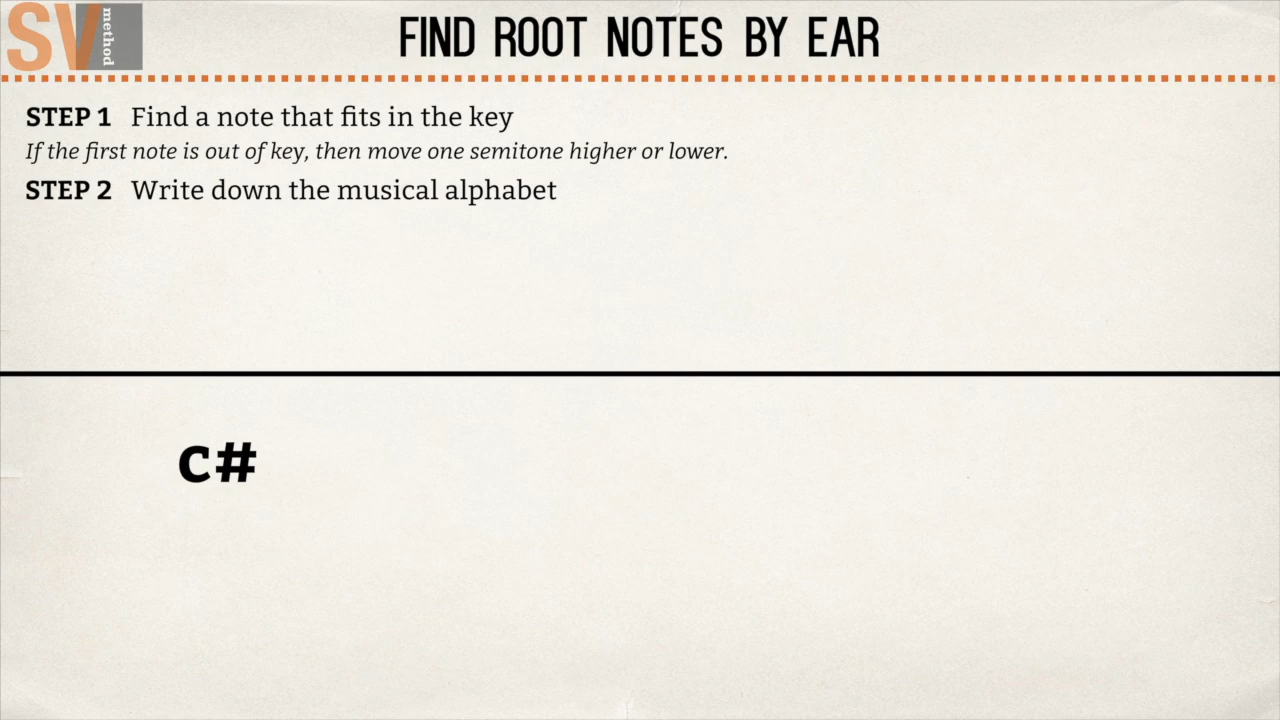 SV method
FIND ROOT NOTES BY EAR
STEP 1 Find a note that fits in the key
If the first note is out of key, then move one semitone higher or lower.
STEP 2 Write down the musical alphabet
C#